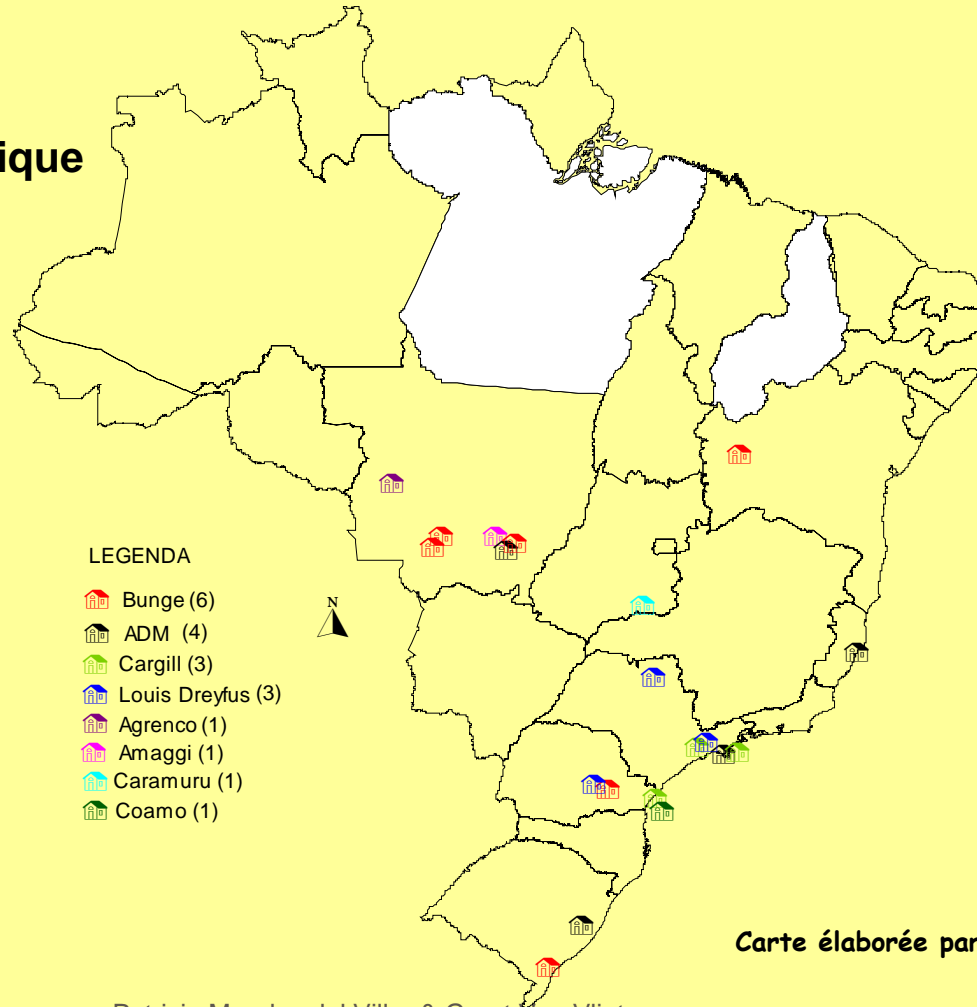 ique
LEGENDA
Bunge (6)
ADM (4)
Cargill (3)
Louis Dreyfus (3)
Agrenco (1)
Amaggi (1)
Caramuru (1)
Coamo (1)
N
Carte élaborée par